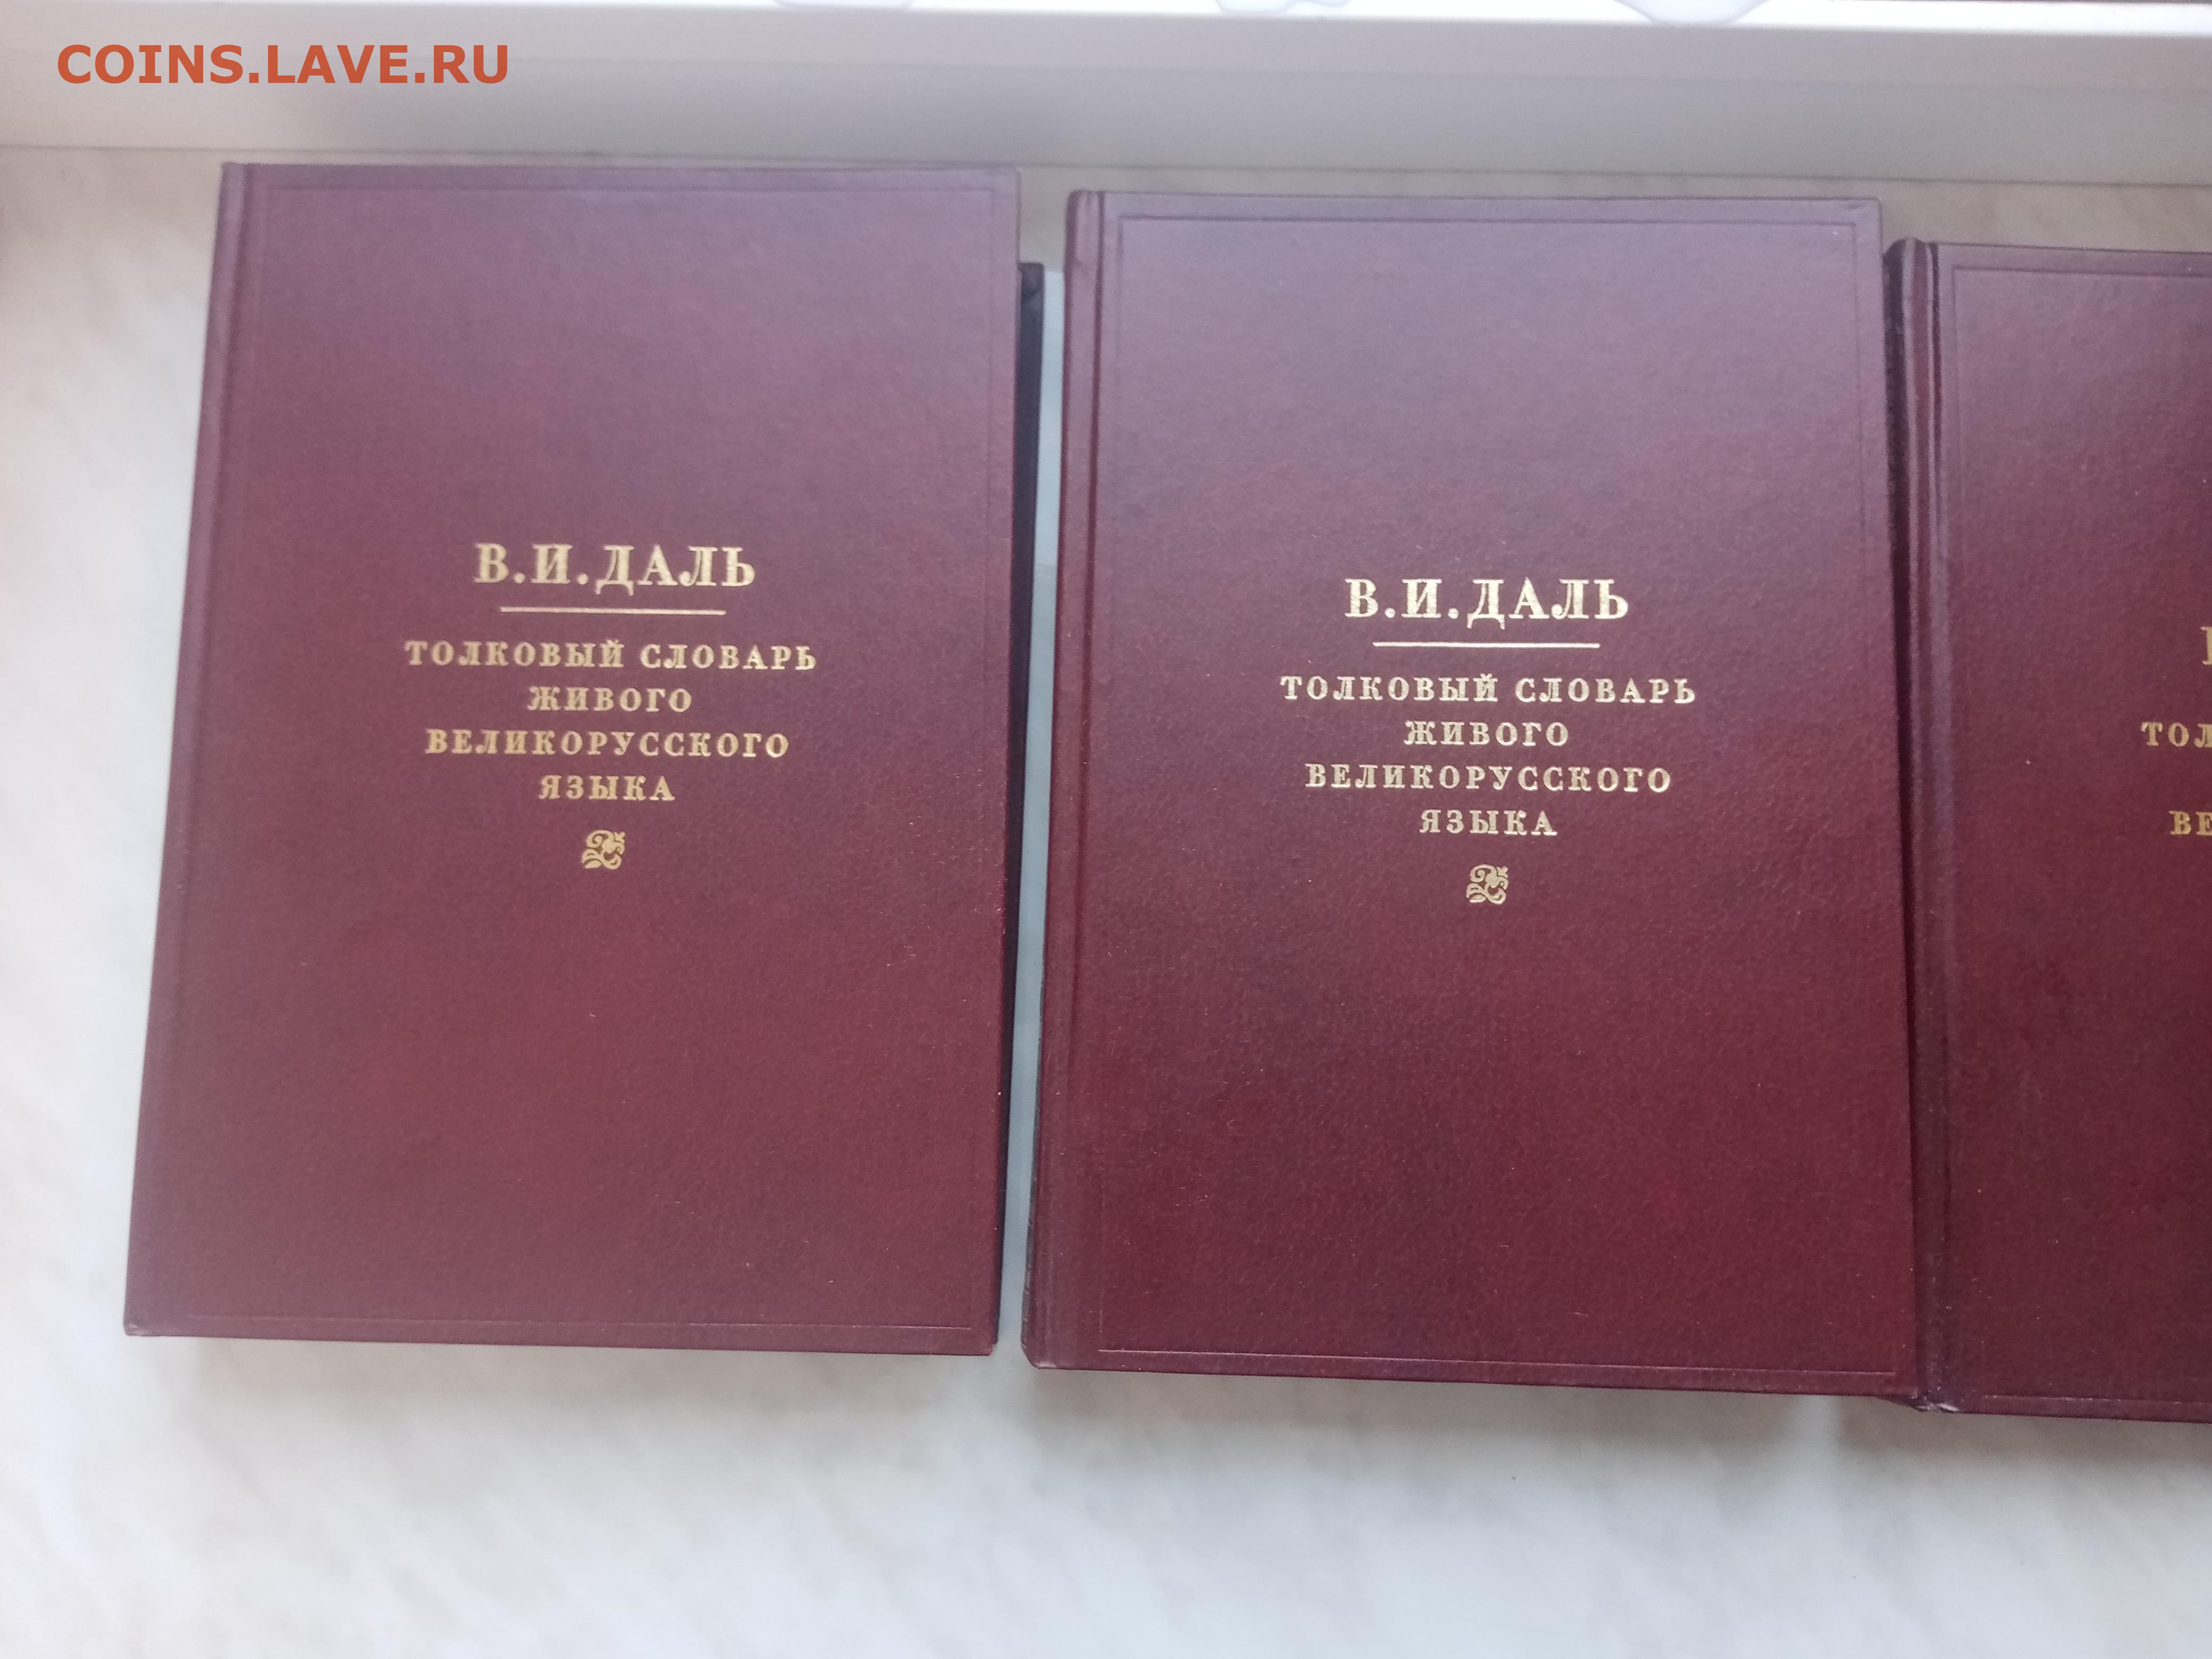 COINS.LAVE.RU
В.И.ДАЛЬ
ТОЛКОВЫЙ СЛОВАРЬ
ЖИВОГО
ВЕЛИКОРУССКОГО
ЯЗЫКА
В.И.ДАЛЬ
ТОЛКОВЫЙ СЛОВАРЬ
ЖИВОГО
ВЕЛИКОРУССКОГО
ЯЗЫКА